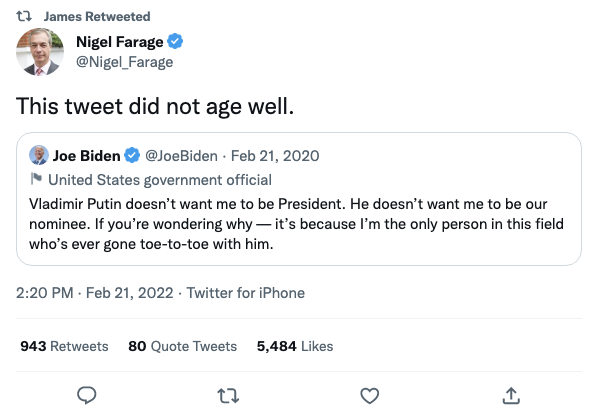 James Retweeted
Nigel Farage
@Nigel_Farage
This tweet did not age well.
Joe Biden @JoeBiden · Feb 21, 2020
United States government official
Vladimir Putin doesn’t want me to be President. He doesn’t want me to be our
nominee. If you’re wondering why — it’s because I’m the only person in this field
who’s ever gone toe-to-toe with him.
2:20 PM · Feb 21, 2022 · Twitter for iPhone
943 Retweets 80 Quote Tweets 5,484 Likes